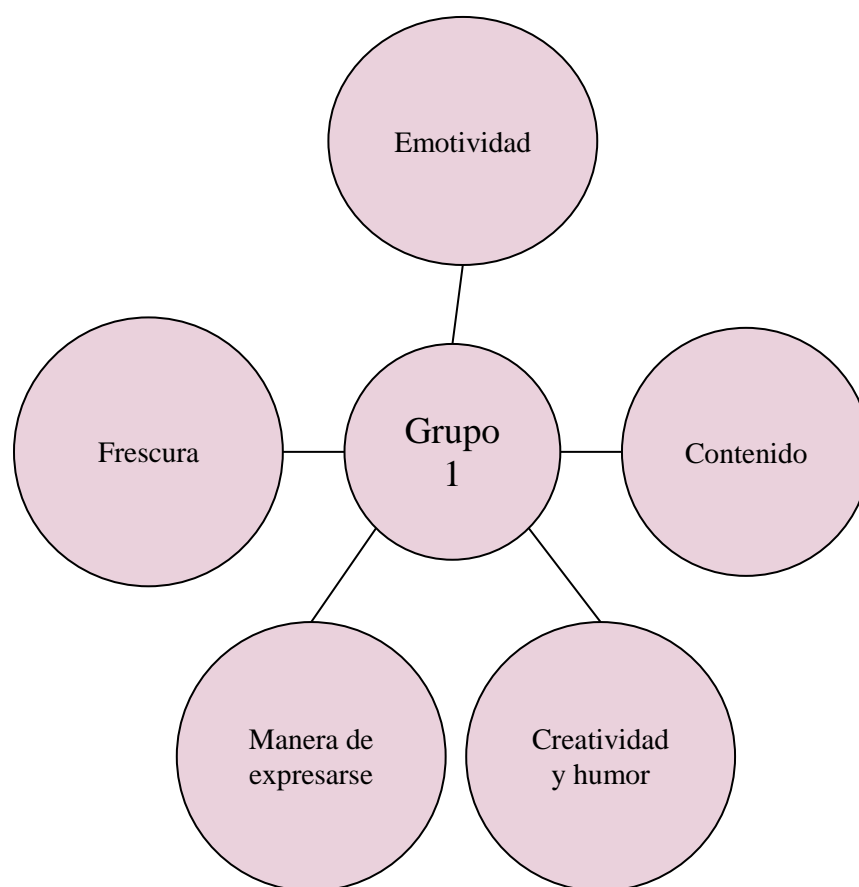 Emotividad
Frescura
Grupo
1
Contenido
Manera de
expresarse
Creatividad
y humor